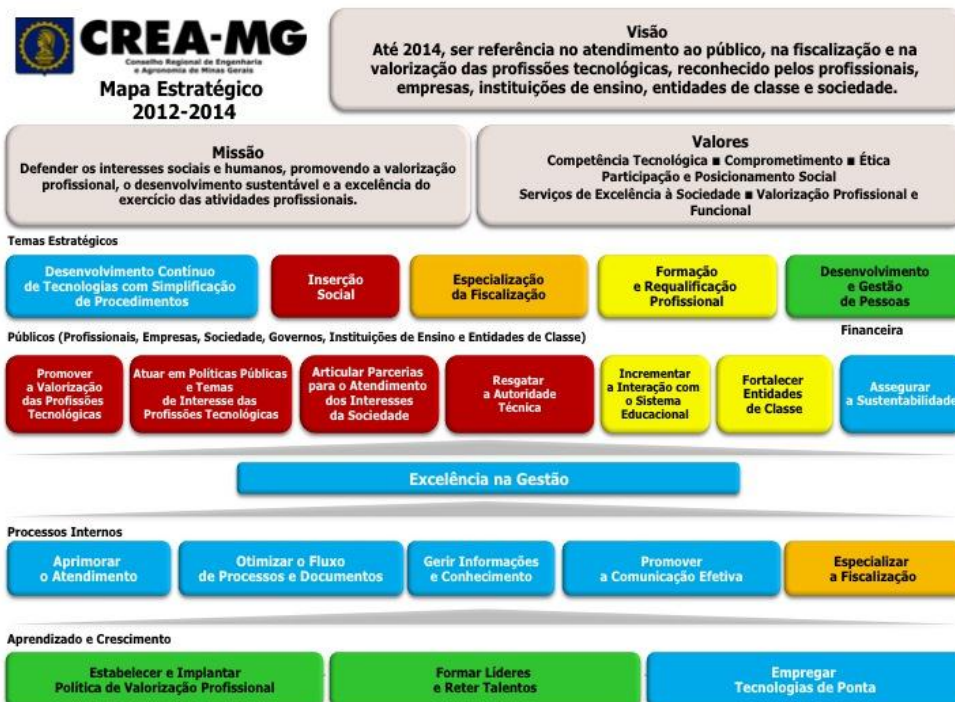 CREA-MG
Conselho Regional de Engenharia
e Agronomia de Minas Gerais
Mapa Estratégico
2012-2014
Visão
Até 2014, ser referência no atendimento ao público, na fiscalização e na
valorização das profissões tecnológicas, reconhecido pelos profissionais,
empresas, instituições de ensino, entidades de classe e sociedade.
Missão
Defender os interesses sociais e humanos, promovendo a valorização
profissional, o desenvolvimento sustentável e a excelência do
exercício das atividades profissionais.
Valores
Competência Tecnológica ■ Comprometimento ■ Ética
Participação e Posicionamento Social
Serviços de Excelência à Sociedade ■ Valorização Profissional e
Funcional
Temas Estratégicos
Desenvolvimento Contínuo
de Tecnologias com Simplificação
de Procedimentos
Inserção
Social
Especialização
da Fiscalização
Formação
e Requalificação
Profissional
Desenvolvimento
e Gestão
de Pessoas
Públicos (Profissionais, Empresas, Sociedade, Governos, Instituições de Ensino e Entidades de Classe)
Financeira
Promover
a Valorização
das Profissões
Tecnológicas
Atuar em Políticas Públicas
e Temas
de Interesse das
Profissões Tecnológicas
Articular Parcerias
para o Atendimento
dos Interesses
da Sociedade
Resgatar
a Autoridade
Técnica
Incrementar
a Interação com
o Sistema
Educacional
Fortalecer
Entidades
de Classe
Assegurar
a Sustentabilidade
Excelência na Gestão
Processos Internos
Aprimorar
o Atendimento
Otimizar o Fluxo
de Processos e Documentos
Gerir Informações
e Conhecimento
Promover
a Comunicação Efetiva
Especializar
a Fiscalização
Aprendizado e Crescimento
Estabelecer e Implantar
Política de Valorização Profissional
Formar Líderes
e Reter Talentos
Empregar
Tecnologias de Ponta